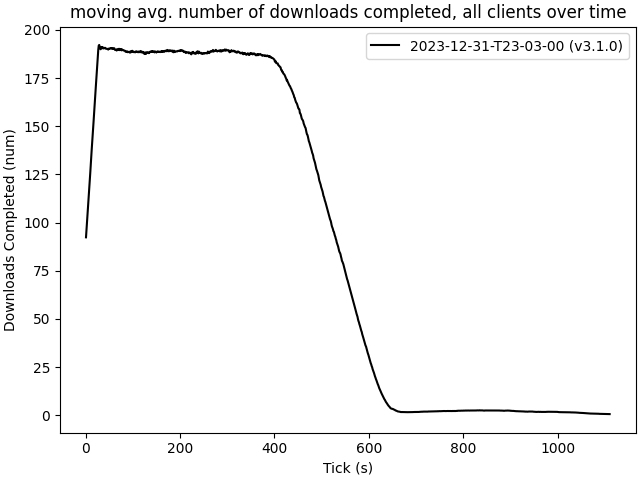 moving avg. number of downloads completed, all clients over time
2023-12-31-T23-03-00 (v3.1.0)
Downloads Completed (num)
200
175
150
125
100
75
50
25
0
0 200 400 600 800 1000
Tick (s)